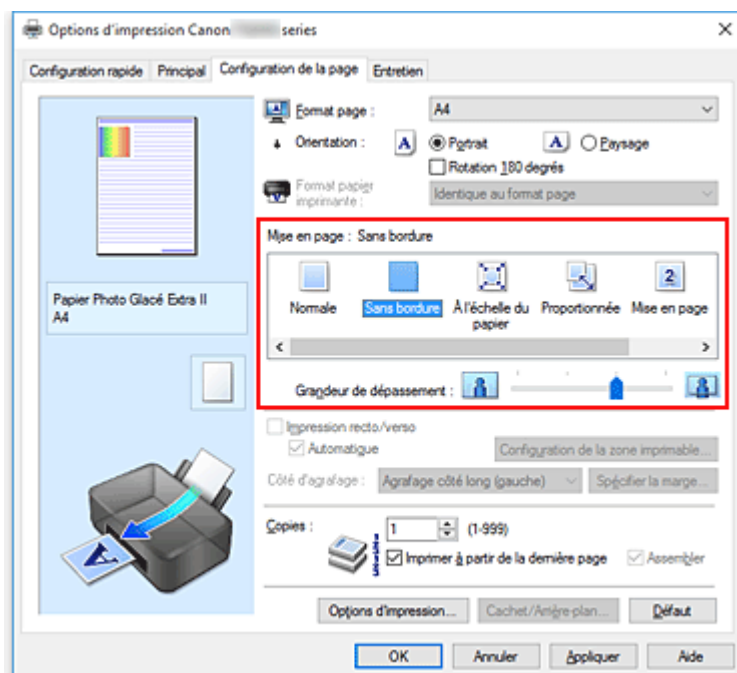 Options d'impression Canon series
Configuration rapide Principal Configuration de la page Entretien
Format page : A4
Orientation : A Portrait A Paysage
Rotation 180 degrés
Format papier imprimante : Identique au format page
Mise en page : Sans bordure
Normale Sans bordure À l'échelle du papier Proportionnée Mise en page
Papier Photo Glacé Extra II
A4
Grandeur de dépassement :
Impression recto/verso
Automatique Configuration de la zone imprimable...
Côté d'agrafage : Agrafage côté long (gauche) Spécifier la marge...
Copies : 1 (1-999)
Imprimer à partir de la dernière page Assembler
Options d'impression... Cachet/Arrière-plan... Défaut
OK Annuler Appliquer Aide